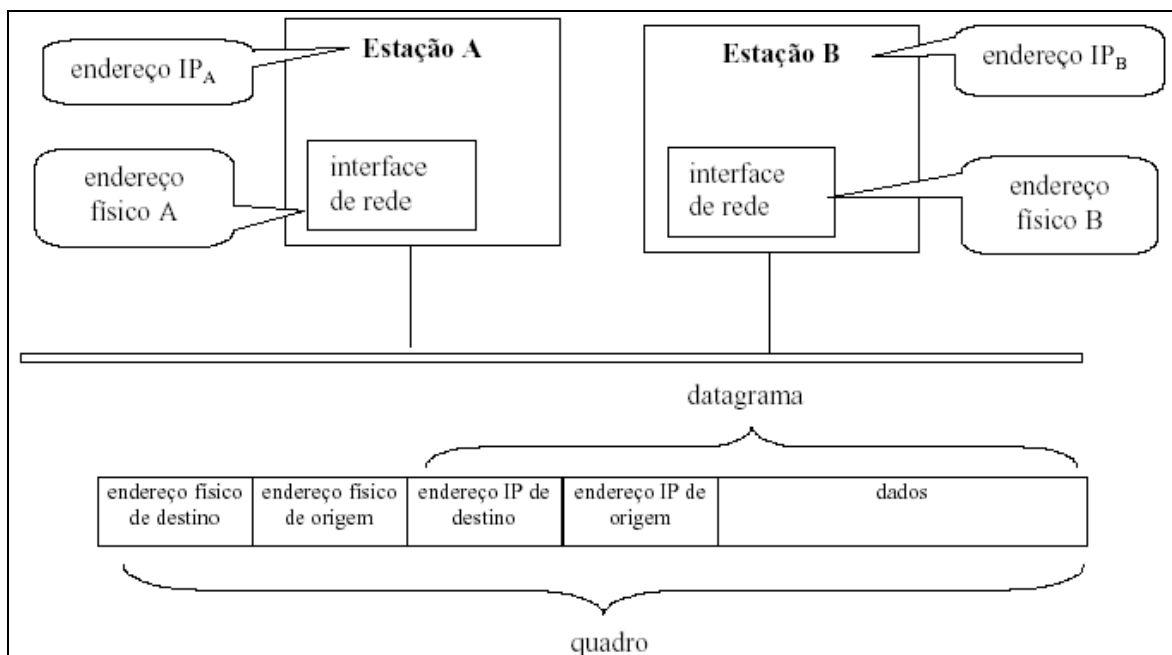 endereço IPA
Estação A
Estação B
endereço IPB
endereço
físico A
interface
de rede
interface
de rede
endereço
físico B
datagrama
endereço físico
de destino
endereço físico
de origem
endereço IP de
destino
endereço IP de
origem
dados
quadro